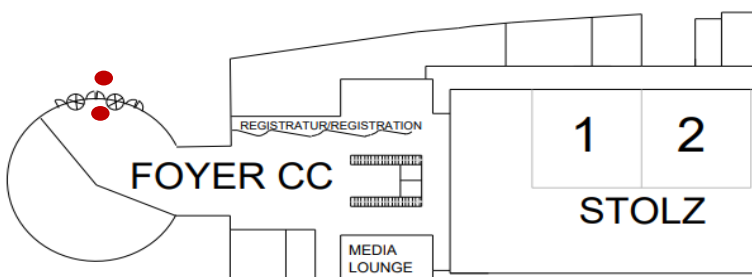 REGISTRATUR/REGISTRATION
1 2
FOYER CC
STOLZ
MEDIA
LOUNGE